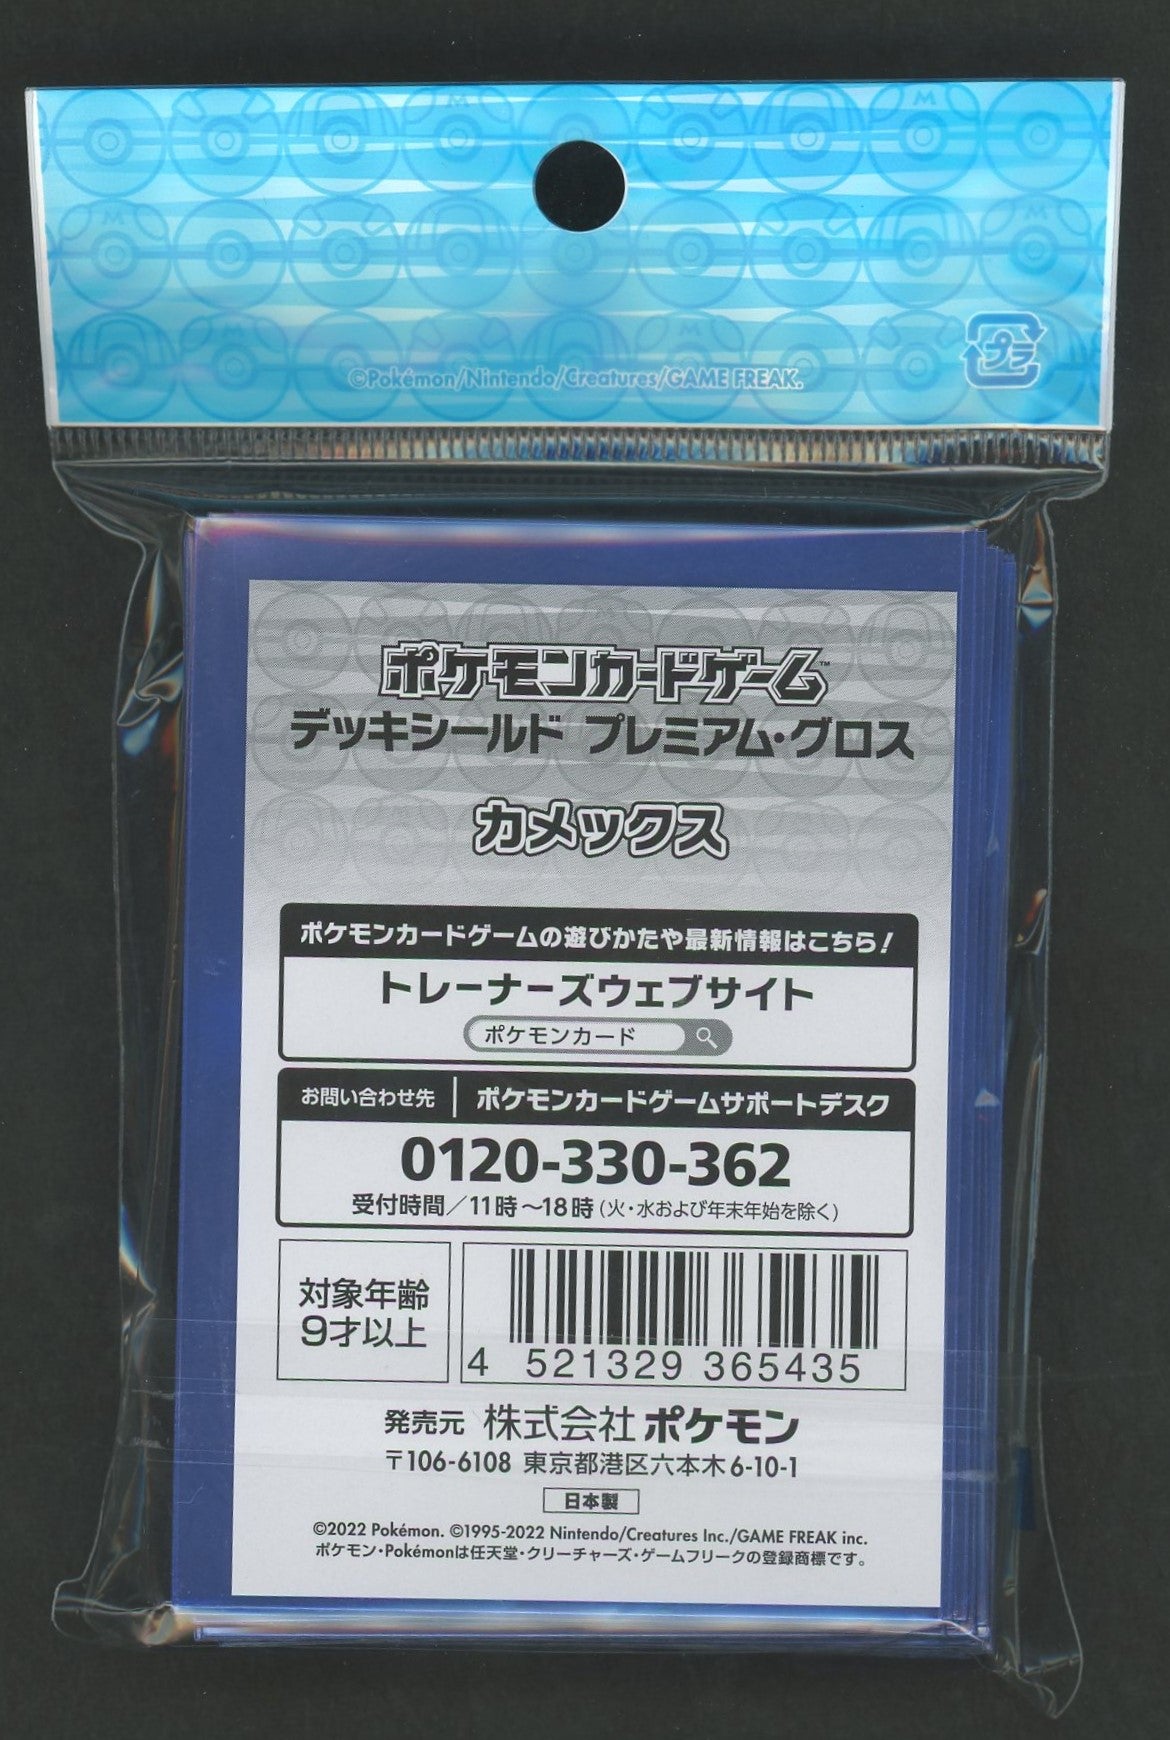 ©Pokémon/Nintendo/Creatures/GAME FREAK.
プラ
ポケモンカードゲーム™
デッキシールド プレミアム・グロス
カメックス
ポケモンカードゲームの遊びかたや最新情報はこちら!
トレーナーズウェブサイト
ポケモンカード
お問い合わせ先 ポケモンカードゲームサポートデスク
0120-330-362
受付時間/11時~18時(火・水および年末年始を除く)
対象年齢
9才以上
4 521329 365435
発売元 株式会社ポケモン
〒106-6108 東京都港区六本木6-10-1
日本製
©2022 Pokémon. ©1995-2022 Nintendo/Creatures Inc./GAME FREAK inc.
ポケモン・Pokémonは任天堂・クリーチャーズ・ゲームフリークの登録商標です。